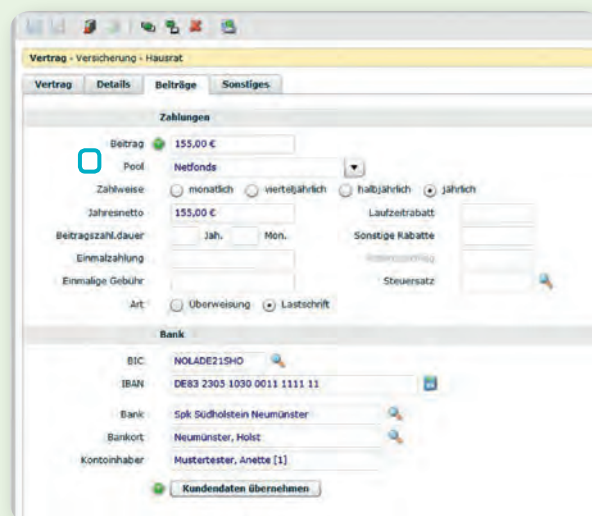 Vertrag - Versicherung - Hausrat
Vertrag Details Beiträge Sonstiges
Zahlungen
Beitrag 155,00 €
Pool Netfonds
Zahlweise monatlich vierteljährlich halbjährlich jährlich
Jahresnetto 155,00 € Laufzeitrabatt
Beitragszahl.dauer Jah. Mon. Sonstige Rabatte
Einmalzahlung
Einmalige Gebühr Steuersatz
Art Überweisung Lastschrift
Bank
BIC NOLADE21SHO
IBAN DE83 2305 1030 0011 1111 11
Bank Spk Südholstein Neumünster
Bankort Neumünster, Holst
Kontoinhaber Mustertester, Anette [1]
Kundendaten übernehmen